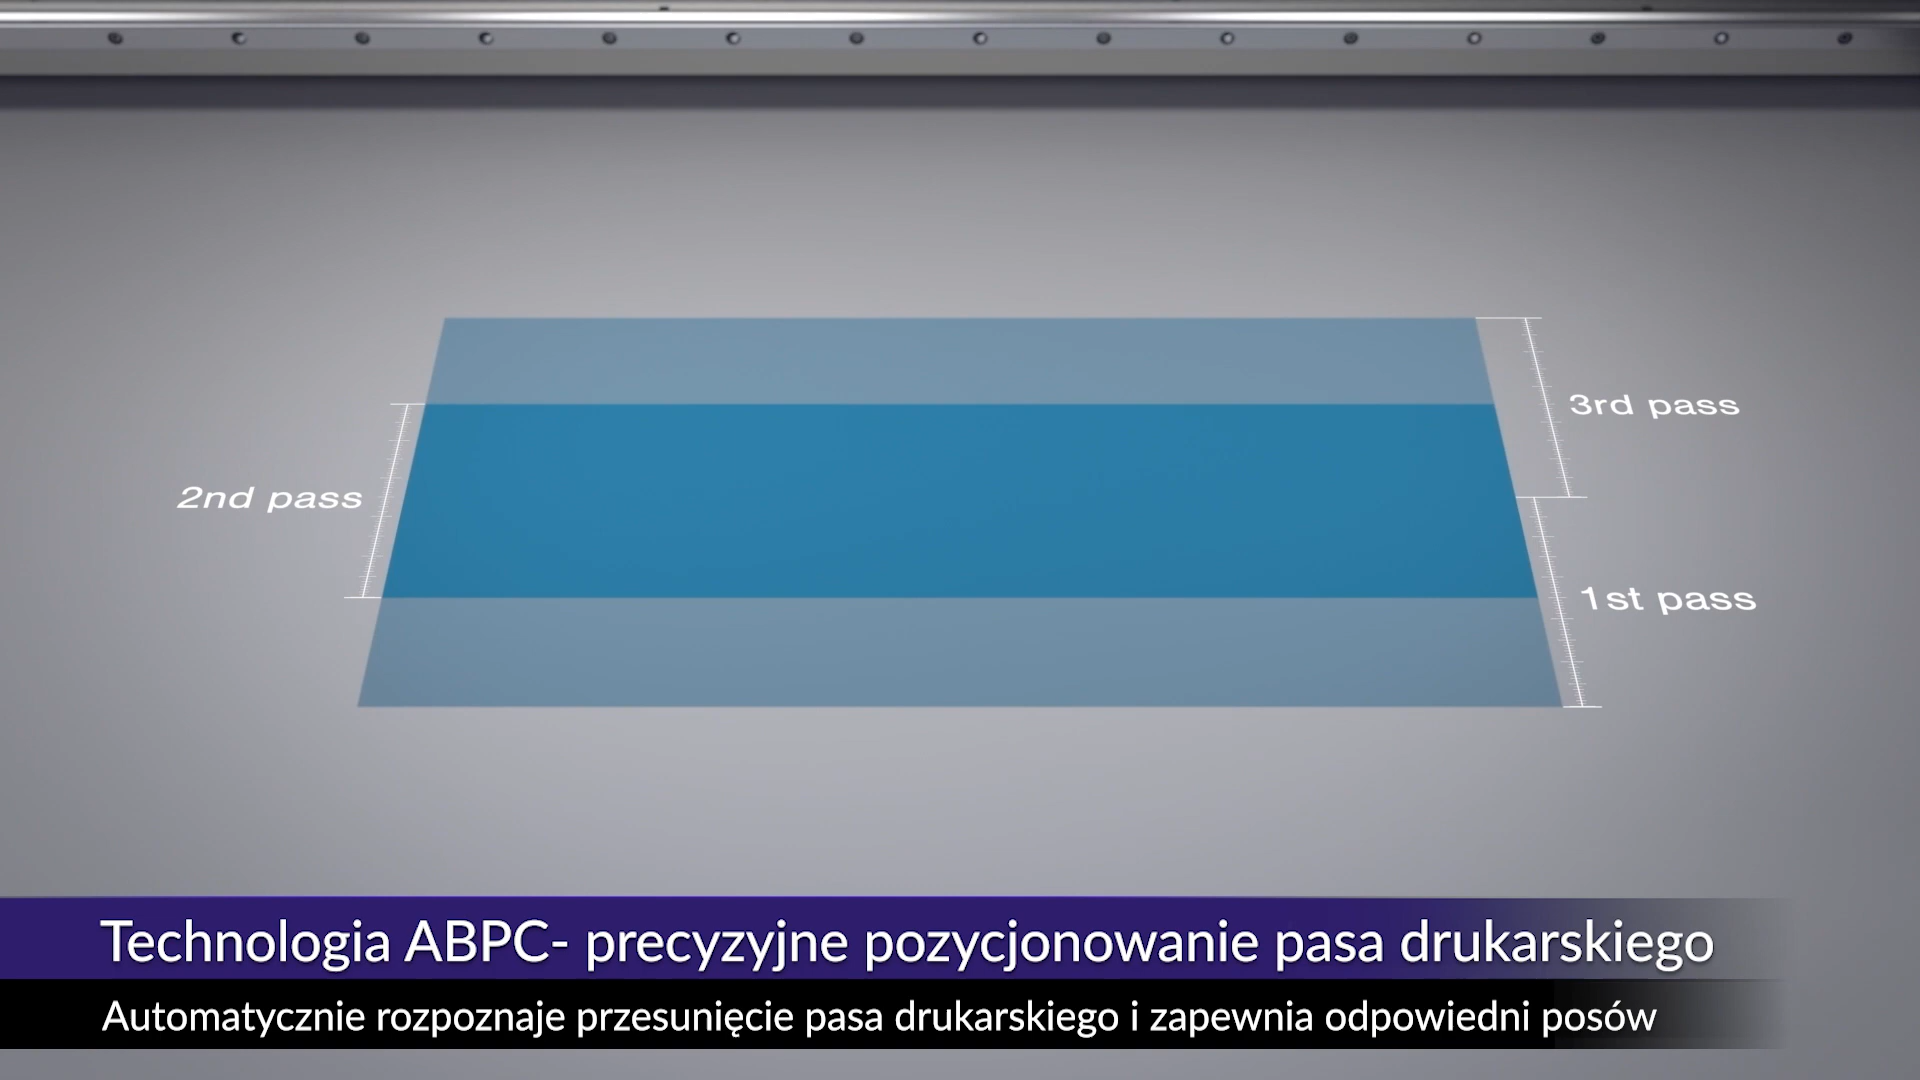 3rd pass
2nd pass
1st pass
Technologia ABPC- precyzyjne pozycjonowanie pasa drukarskiego
Automatycznie rozpoznaje przesunięcie pasa drukarskiego i zapewnia odpowiedni posów